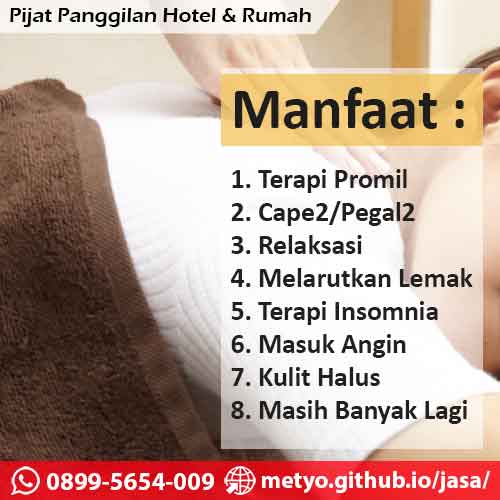 Pijat Panggilan Hotel & Rumah
Manfaat :
1. Terapi Promil
2. Cape2/Pegal2
3. Relaksasi
4. Melarutkan Lemak
5. Terapi Insomnia
6. Masuk Angin
7. Kulit Halus
8. Masih Banyak Lagi
0899-5654-009 metyo.github.io/jasa/